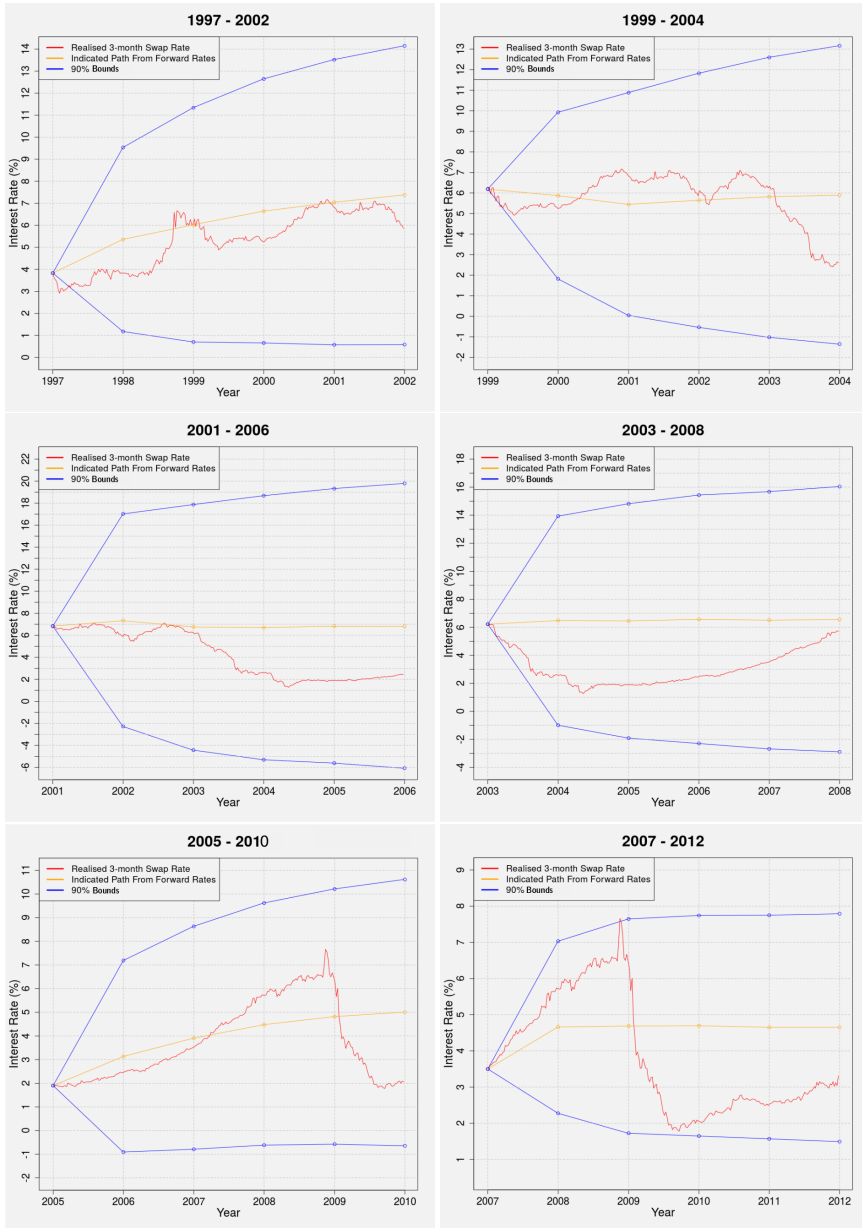 1997 - 2002
Realised 3-month Swap Rate
Indicated Path From Forward Rates
90% Bounds
Interest Rate (%)
14
13
12
11
10
9
8
7
6
5
4
3
2
1
0
1997 1998 1999 2000 2001 2002
Year
1999 - 2004
Realised 3-month Swap Rate
Indicated Path From Forward Rates
90% Bounds
Interest Rate (%)
13
12
11
10
9
8
7
6
5
4
3
2
1
0
-1
-2
1999 2000 2001 2002 2003 2004
Year
2001 - 2006
Realised 3-month Swap Rate
Indicated Path From Forward Rates
90% Bounds
Interest Rate (%)
22
20
18
16
14
12
10
8
6
4
2
0
-2
-4
-6
2001 2002 2003 2004 2005 2006
Year
2003 - 2008
Realised 3-month Swap Rate
Indicated Path From Forward Rates
90% Bounds
Interest Rate (%)
18
16
14
12
10
8
6
4
2
0
-2
-4
2003 2004 2005 2006 2007 2008
Year
2005 - 2010
Realised 3-month Swap Rate
Indicated Path From Forward Rates
90% Bounds
Interest Rate (%)
11
10
9
8
7
6
5
4
3
2
1
0
-1
-2
2005 2006 2007 2008 2009 2010
Year
2007 - 2012
Realised 3-month Swap Rate
Indicated Path From Forward Rates
90% Bounds
Interest Rate (%)
9
8
7
6
5
4
3
2
1
2007 2008 2009 2010 2011 2012
Year